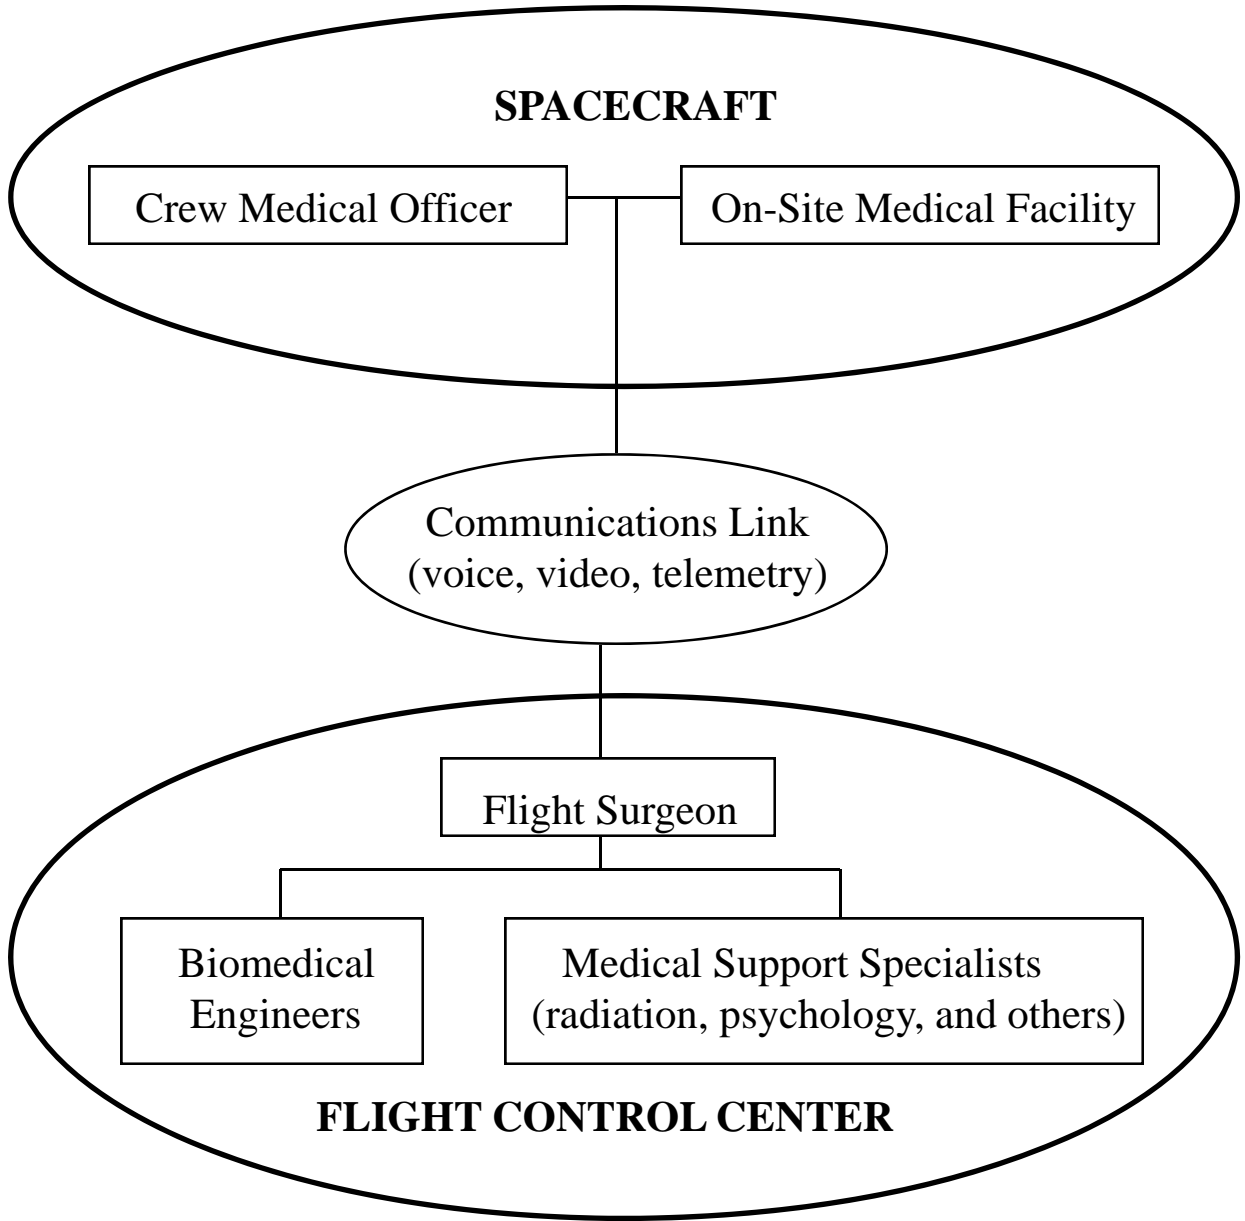 SPACECRAFT
Crew Medical Officer
On-Site Medical Facility
Communications Link
(voice, video, telemetry)
Flight Surgeon
Biomedical
Engineers
Medical Support Specialists
(radiation, psychology, and others)
FLIGHT CONTROL CENTER